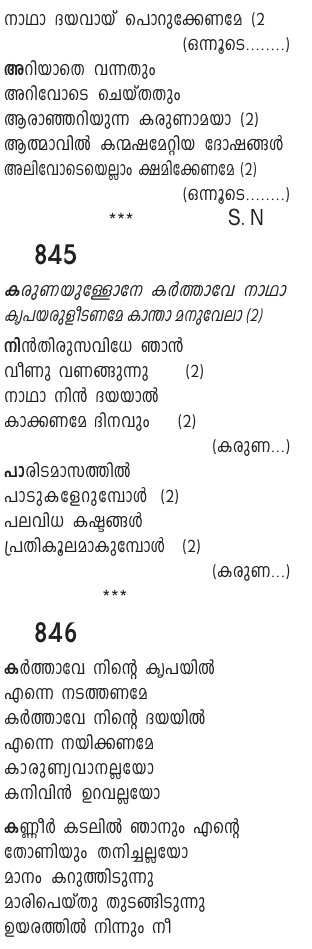 നാഥാ ദയവായ് പൊറുക്കേണമേ (2
(ഒന്നൂടെ........)
അറിയാതെ വന്നതും
അറിവോടെ ചെയ്തതും
ആരാഞ്ഞറിയുന്ന കരുണാമയാ (2)
ആത്മാവിൽ കന്മഷമേറ്റിയ ദോഷങ്ങൾ
അലിവോടെയെല്ലാം ക്ഷമിക്കേണമേ (2)
(ഒന്നൂടെ........)
*** S. N
845
കരുണയുള്ളോനേ കർത്താവേ നാഥാ
കൃപയരുളീടണമേ കാന്താ മനുവേലാ (2)
നിൻതിരുസവിധേ ഞാൻ
വീണു വണങ്ങുന്നു (2)
നാഥാ നിൻ ദയയാൽ
കാക്കണമേ ദിനവും (2)
(കരുണ...)
പാരിടമാസത്തിൽ
പാടുകളേറുമ്പോൾ (2)
പലവിധ കഷ്ടങ്ങൾ
പ്രതികൂലമാകുമ്പോൾ (2)
(കരുണ...)
***
846
കർത്താവേ നിന്റെ കൃപയിൽ
എന്നെ നടത്തണമേ
കർത്താവേ നിന്റെ ദയയിൽ
എന്നെ നയിക്കണമേ
കാരുണ്യവാനല്ലയോ
കനിവിൻ ഉറവല്ലയോ
കണ്ണീർ കടലിൽ ഞാനും എന്റെ
തോണിയും തനിച്ചല്ലയോ
മാനം കറുത്തിടുന്നു
മാരിപെയ്തു തുടങ്ങിടുന്നു
ഉയരത്തിൽ നിന്നും നീ